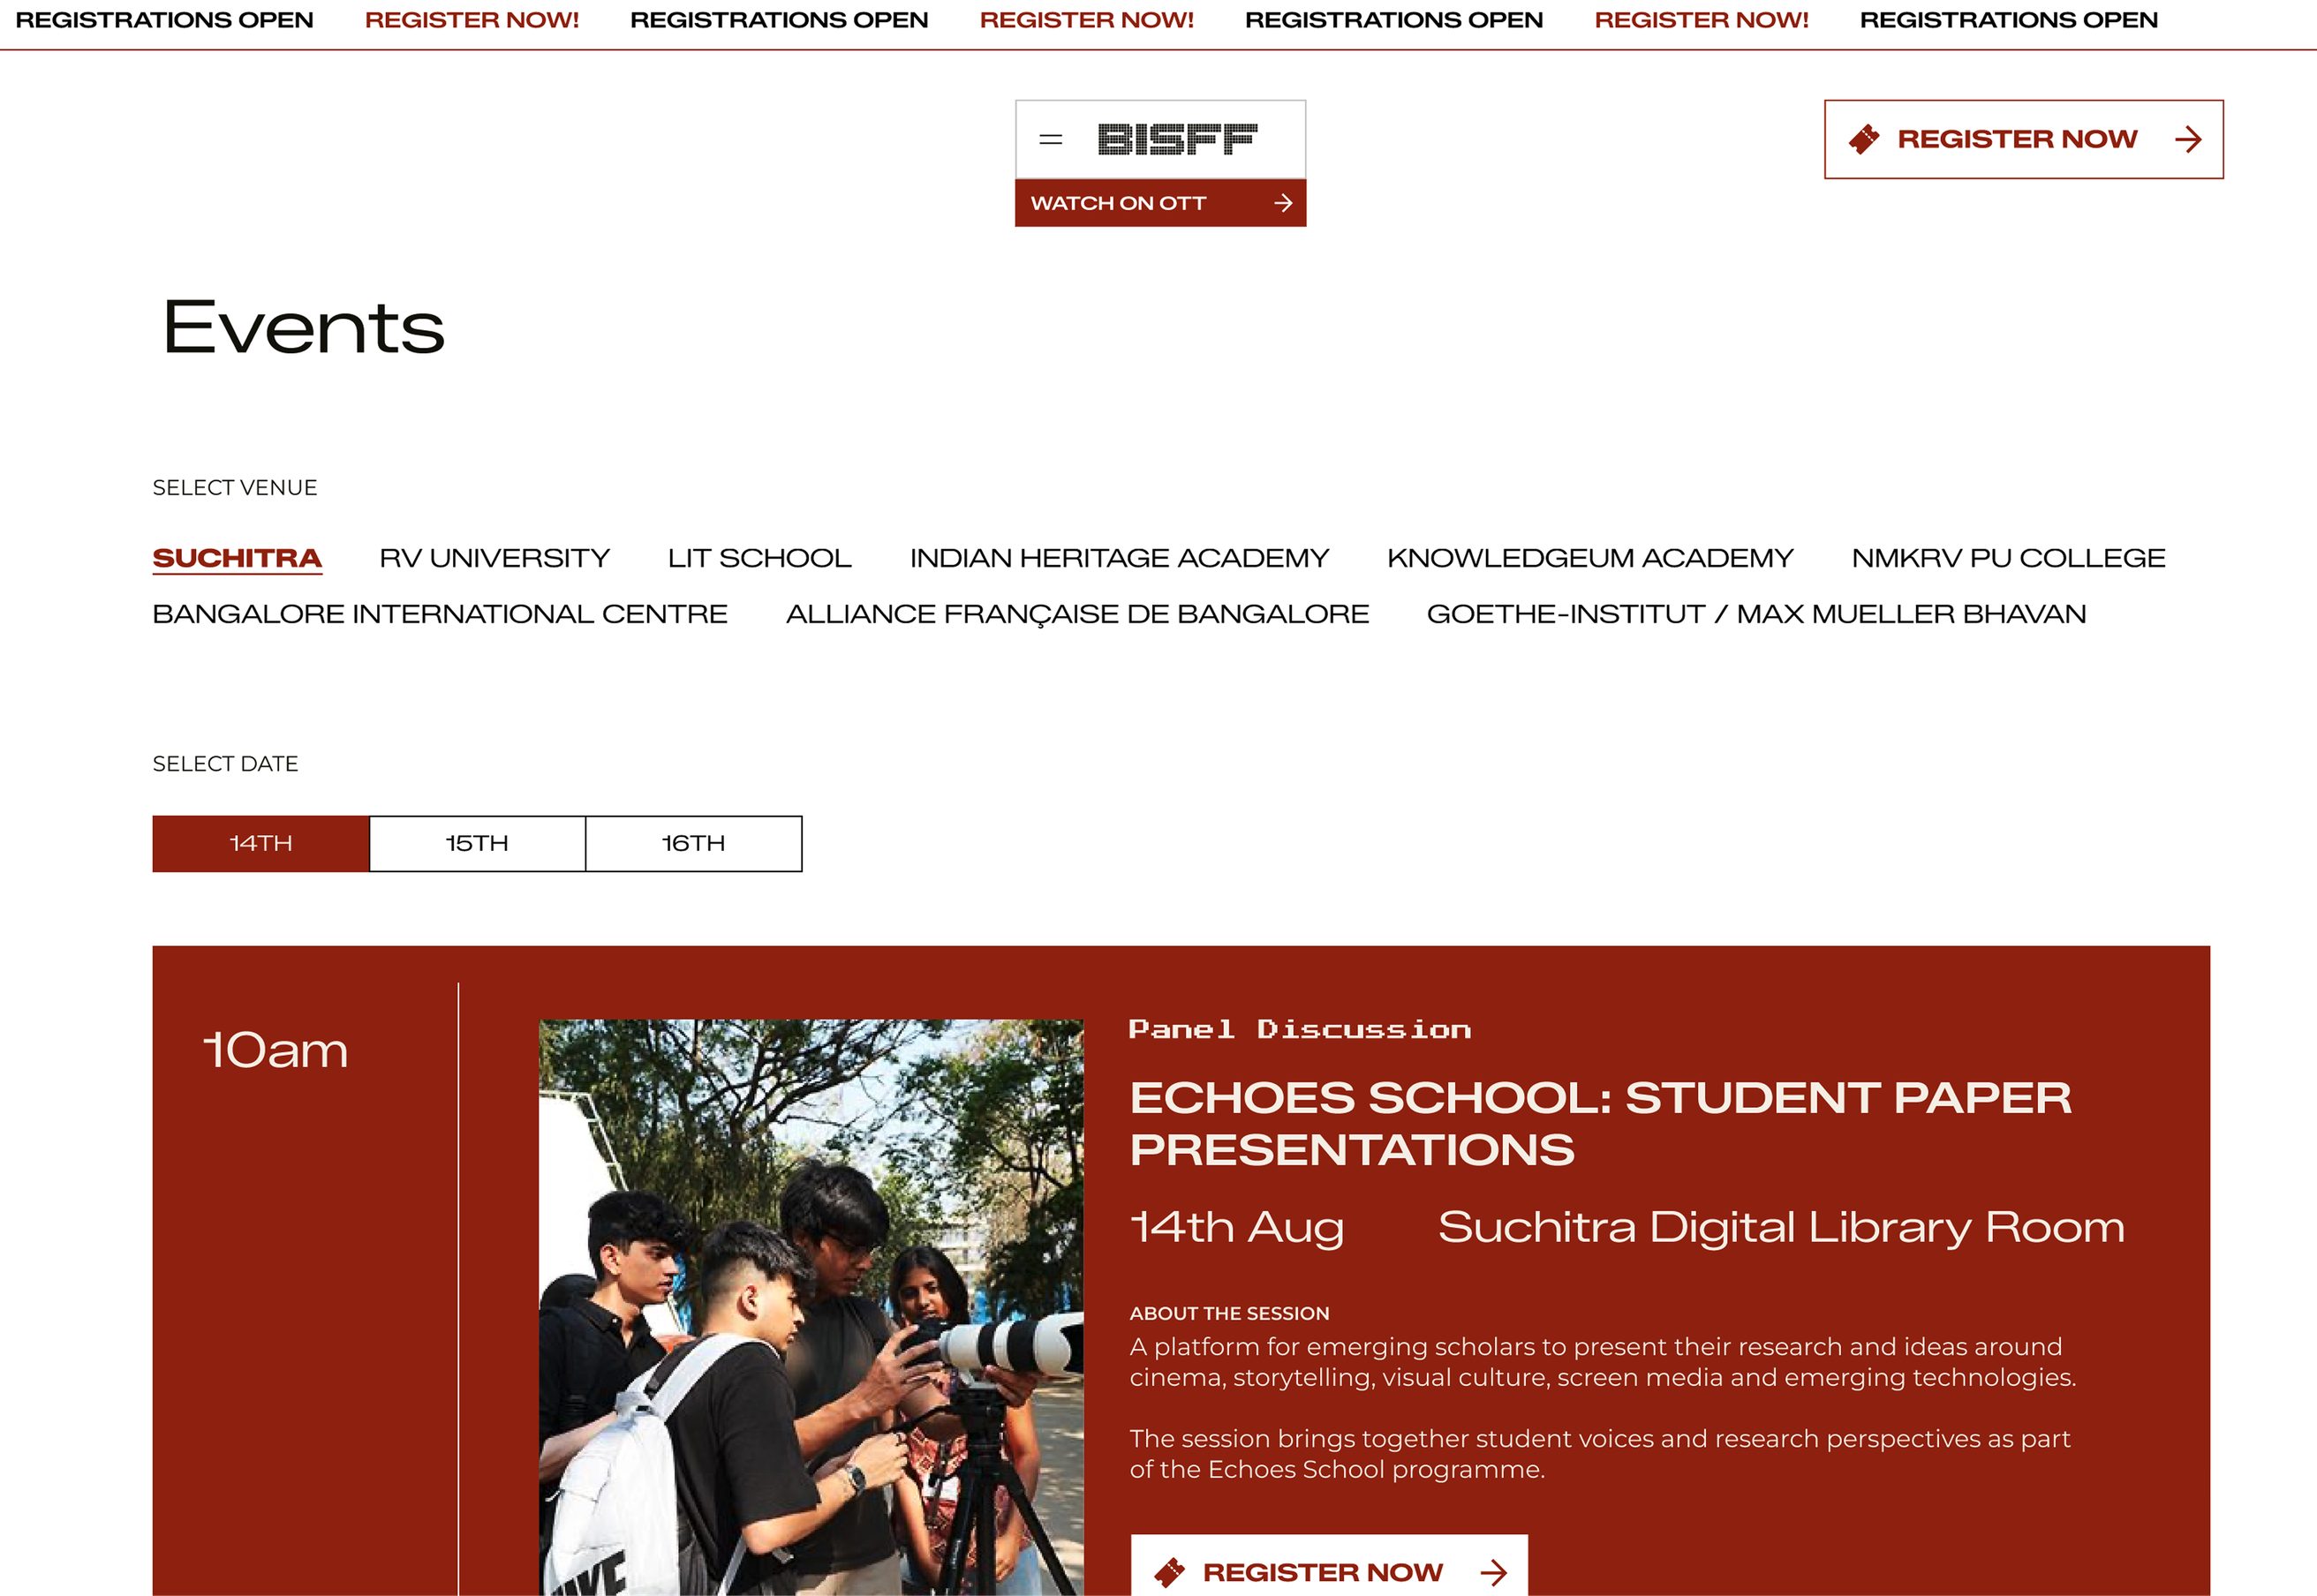 REGISTRATIONS OPEN REGISTER NOW! REGISTRATIONS OPEN REGISTER NOW! REGISTRATIONS OPEN REGISTER NOW! REGISTRATIONS OPEN
BISFF
REGISTER NOW
WATCH ON OTT
Events
SELECT VENUE
SUCHITRA RV UNIVERSITY LIT SCHOOL INDIAN HERITAGE ACADEMY KNOWLEDGEUM ACADEMY NMKRV PU COLLEGE
BANGALORE INTERNATIONAL CENTRE ALLIANCE FRANÇAISE DE BANGALORE GOETHE-INSTITUT / MAX MUELLER BHAVAN
SELECT DATE
14TH 15TH 16TH
10am
Panel Discussion
ECHOES SCHOOL: STUDENT PAPER
PRESENTATIONS
14th Aug Suchitra Digital Library Room
ABOUT THE SESSION
A platform for emerging scholars to present their research and ideas around
cinema, storytelling, visual culture, screen media and emerging technologies.
The session brings together student voices and research perspectives as part
of the Echoes School programme.
REGISTER NOW